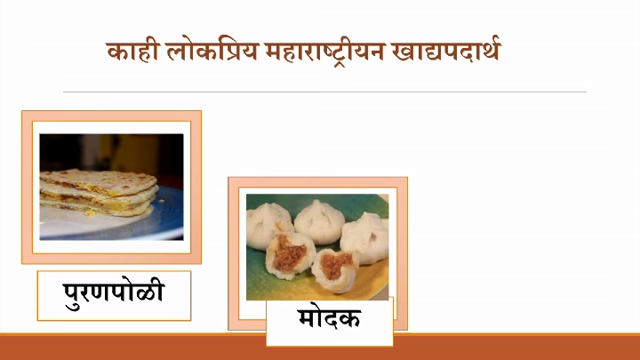 काही लोकप्रिय महाराष्ट्रीयन खाद्यपदार्थ
पुरणपोळी
मोदक